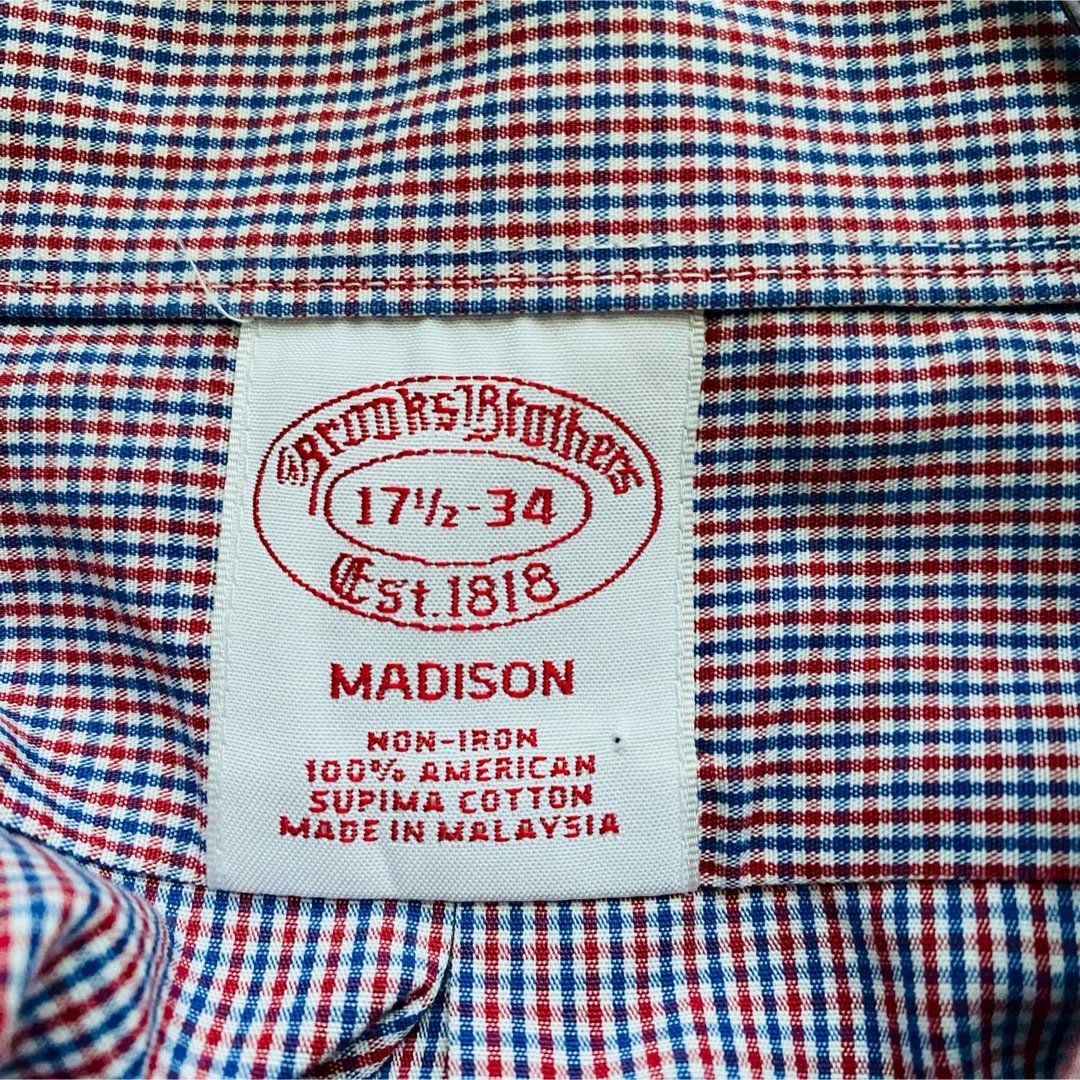 Brooks Brothers
17½-34
Est. 1818
MADISON
NON-IRON
100% AMERICAN
SUPIMA COTTON
MADE IN MALAYSIA